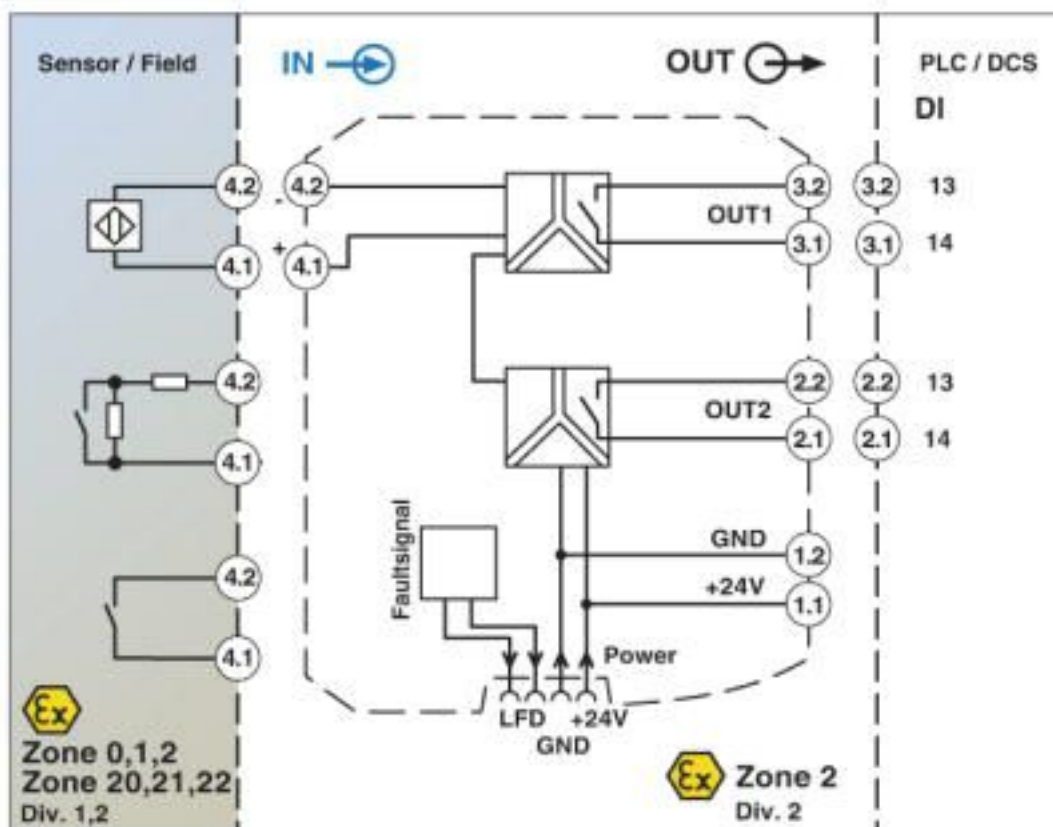 Sensor / Field
IN
OUT
PLC / DCS
DI
4.2
4.2
-
3.2
3.2
13
OUT1
+
4.1
4.1
3.1
3.1
14
4.2
2.2
2.2
13
OUT2
4.1
2.1
2.1
14
Faultsignal
GND
1.2
4.2
+24V
1.1
4.1
Power
LFD
+24V
GND
Ex
Zone 0,1,2
Zone 20,21,22
Div. 1,2
Ex
Zone 2
Div. 2